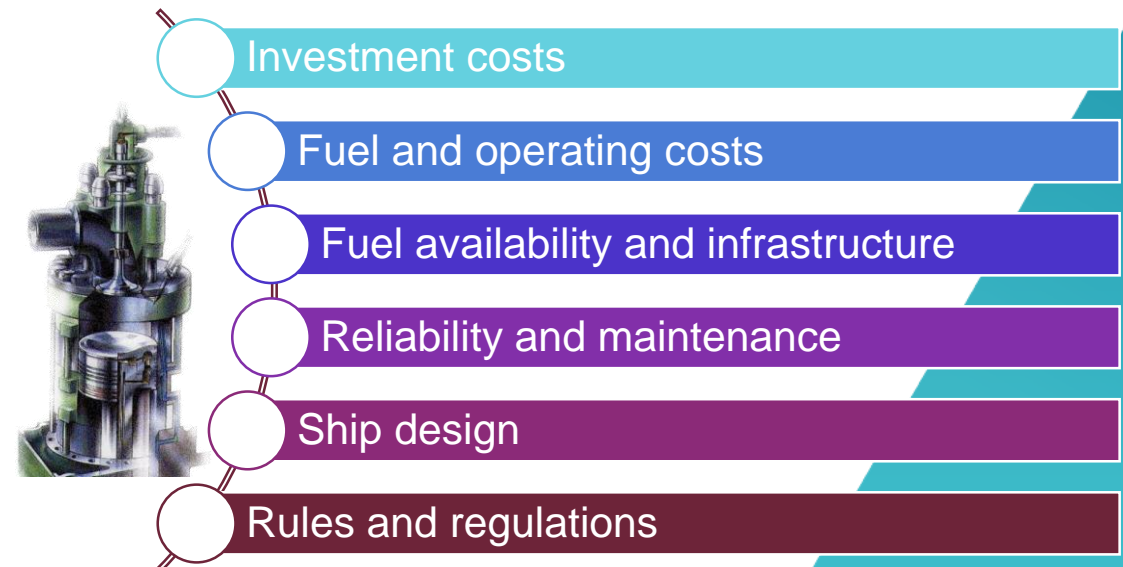 Investment costs
Fuel and operating costs
Fuel availability and infrastructure
Reliability and maintenance
Ship design
Rules and regulations